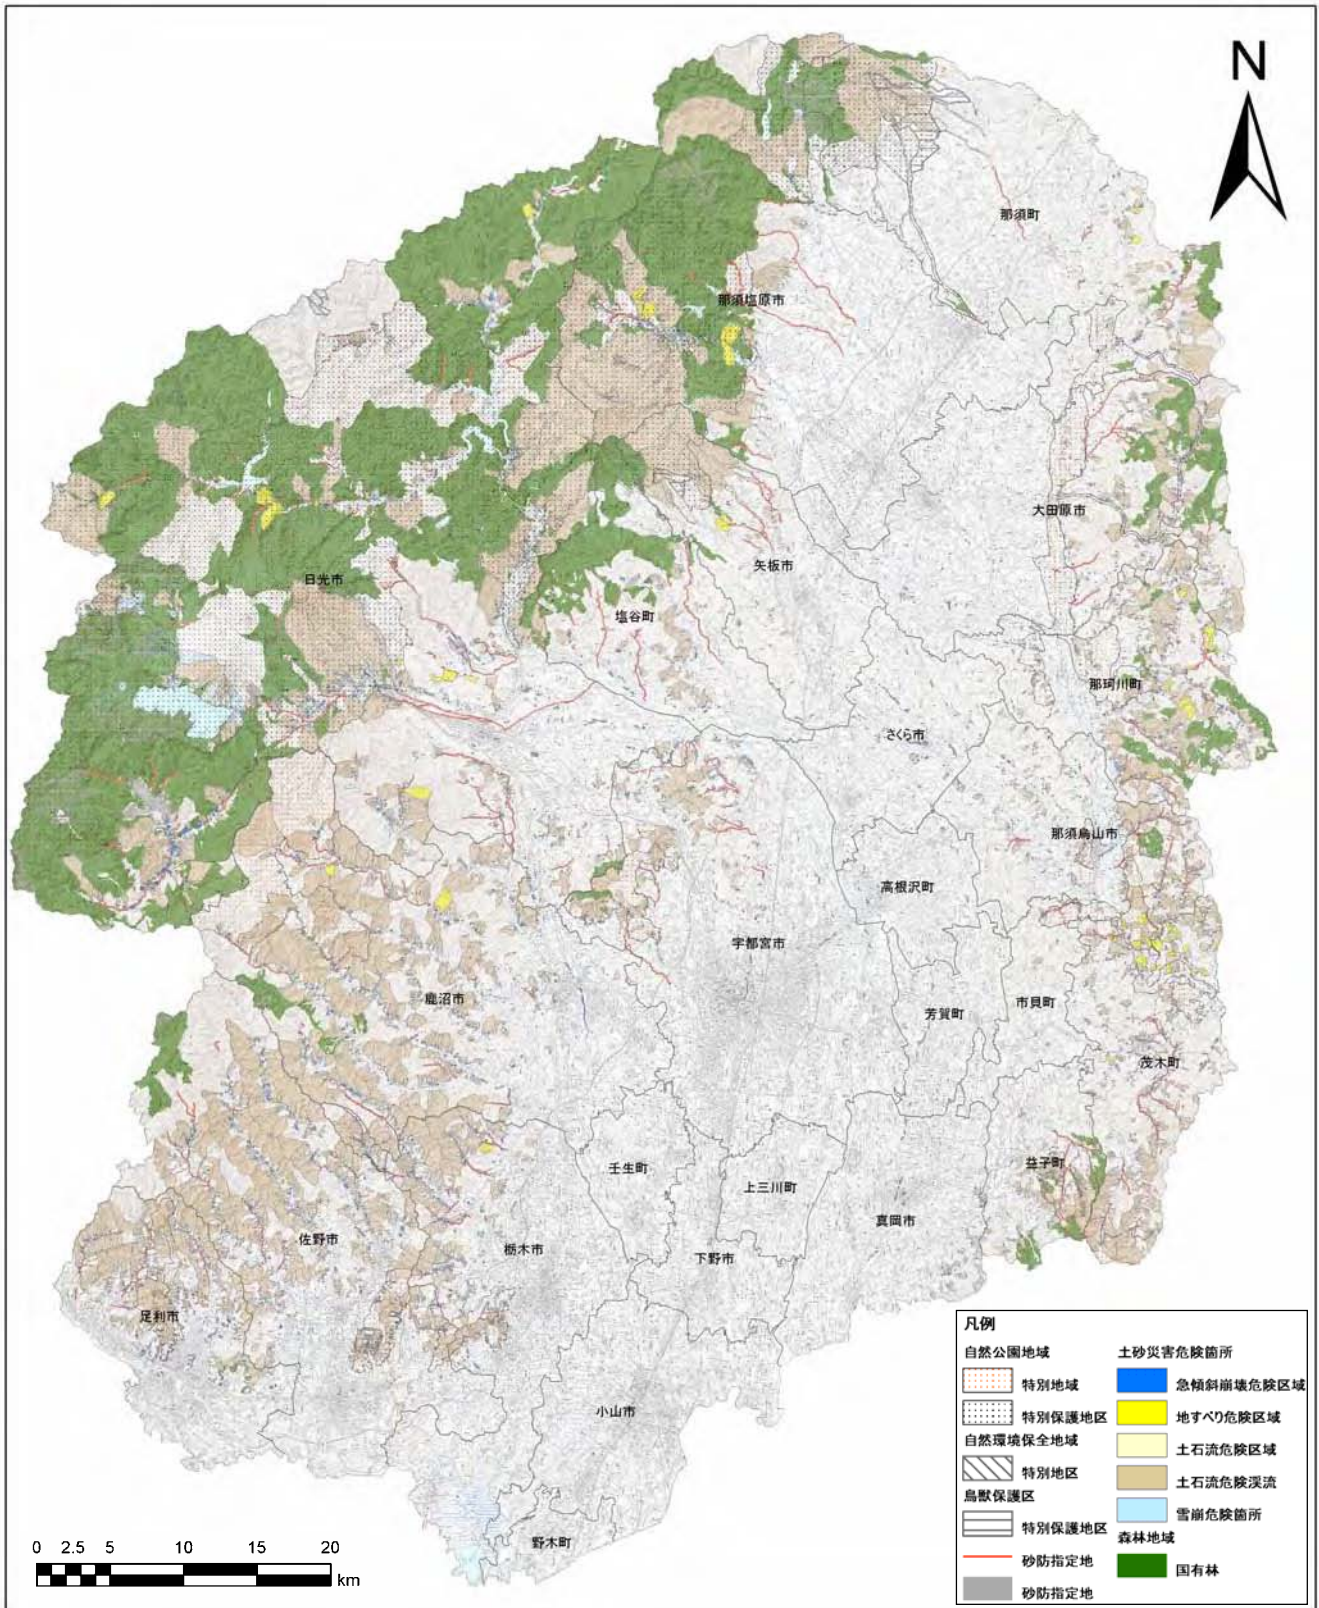 N
那須町
那須塩原市
大田原市
矢板市
日光市
塩谷町
那珂川町
さくら市
那須烏山市
高根沢町
宇都宮市
鹿沼市
市貝町
芳賀町
茂木町
益子町
壬生町
上三川町
真岡市
佐野市
栃木市
下野市
足利市
小山市
野木町
0 2.5 5 10 15 20
km
凡例
自然公園地域
特別地域
特別保護地区
自然環境保全地域
特別地区
鳥獣保護区
特別保護地区
砂防指定地
砂防指定地
土砂災害危険箇所
急傾斜崩壊危険区域
地すべり危険区域
土石流危険区域
土石流危険渓流
雪崩危険箇所
森林地域
国有林